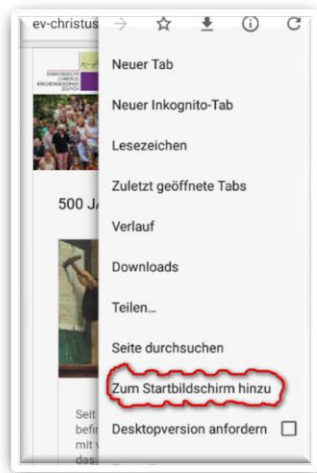 ev-christus
Neuer Tab
Neuer Inkognito-Tab
Lesezeichen
Zuletzt geöffnete Tabs
500 JA
Verlauf
Downloads
Teilen...
Seite durchsuchen
Zum Startbildschirm hinzu
Desktopversion anfordern
Seit
befin
mit v
das